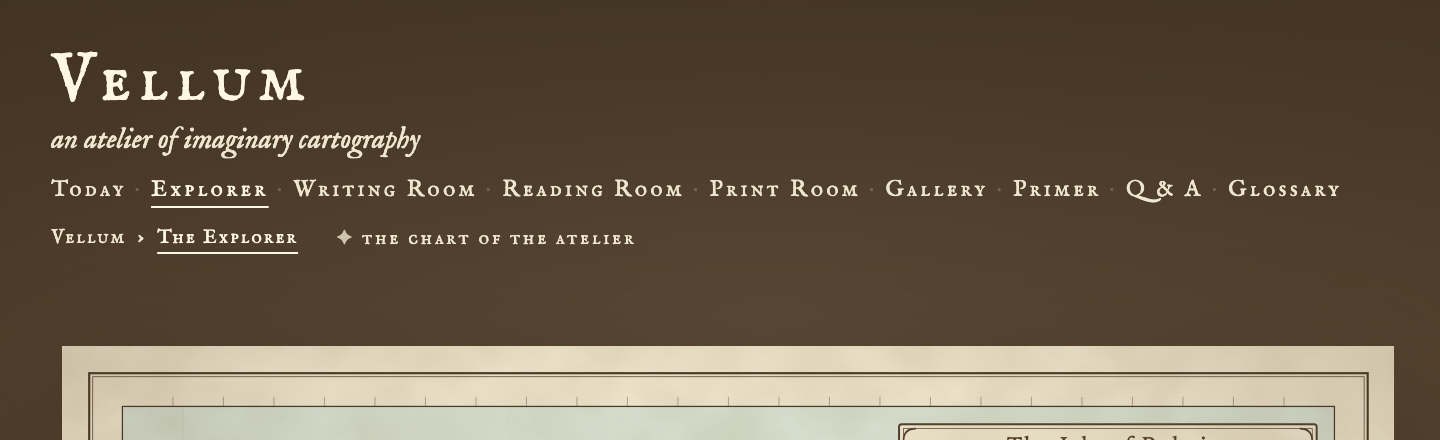 Vellum
an atelier of imaginary cartography
Today · Explorer · Writing Room · Reading Room · Print Room · Gallery · Primer · Q & A · Glossary
Vellum › The Explorer ✦ the chart of the atelier